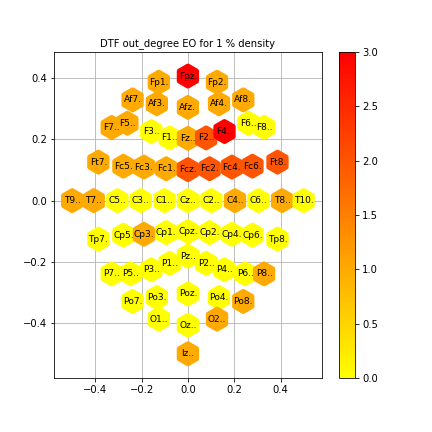 DTF out_degree EO for 1 % density
Fpz.
Fp1. Fp2.
Af7. Af3. Afz. Af4. Af8.
F7.. F5.. F3.. F1.. Fz.. F2.. F4.. F6.. F8..
Ft7. Fc5. Fc3. Fc1. Fcz. Fc2. Fc4. Fc6. Ft8.
T9.. T7.. C5.. C3.. C1.. Cz.. C2.. C4.. C6.. T8.. T10.
Tp7. Cp5. Cp3. Cp1. Cpz. Cp2. Cp4. Cp6. Tp8.
P7.. P5.. P3.. P1.. Pz.. P2.. P4.. P6.. P8..
Po7. Po3. Poz. Po4. Po8.
O1.. Oz.. O2..
Iz..
0.4
0.2
0.0
−0.2
−0.4
−0.4 −0.2 0.0 0.2 0.4
3.0
2.5
2.0
1.5
1.0
0.5
0.0